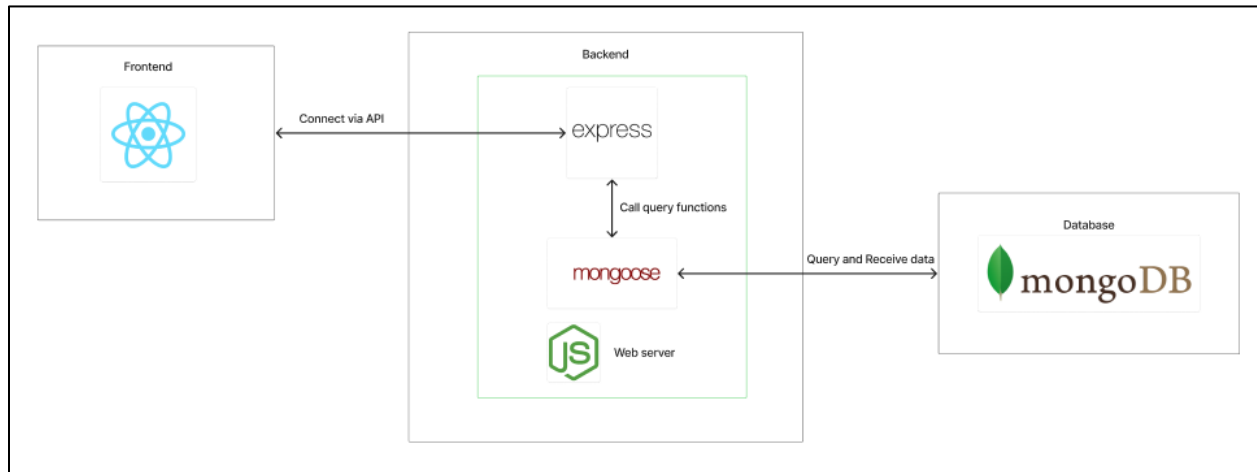 Frontend
Connect via API
Backend
express
Call query functions
mongoose
JS
Web server
Query and Receive data
Database
mongoDB